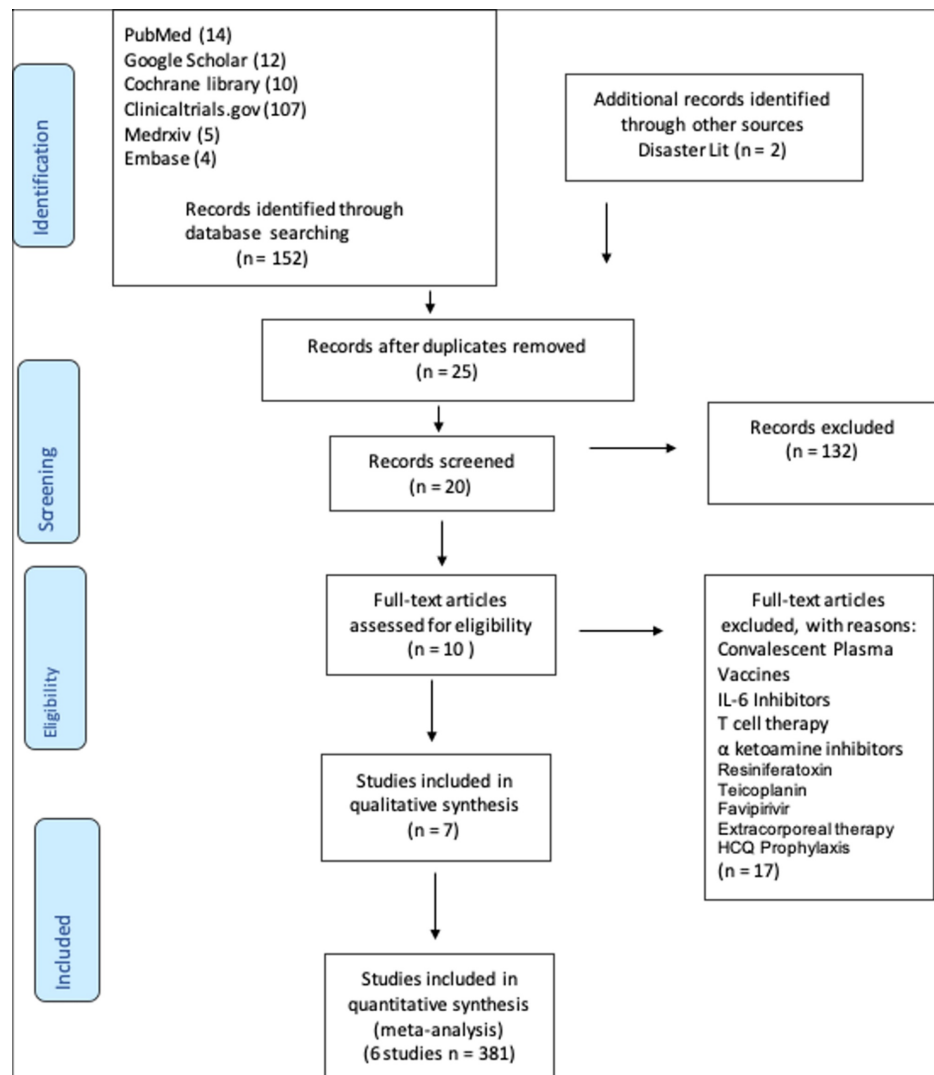 PubMed (14)
Google Scholar (12)
Cochrane library (10)
Clinicaltrials.gov (107)
Medrxiv (5)
Embase (4)
Records identified through
database searching
(n = 152)
Additional records identified
through other sources
Disaster Lit (n = 2)
Identification
Records after duplicates removed
(n = 25)
Screening
Records screened
(n = 20)
Records excluded
(n = 132)
Eligibility
Full-text articles
assessed for eligibility
(n = 10 )
Full-text articles
excluded, with reasons:
Convalescent Plasma
Vaccines
IL-6 Inhibitors
T cell therapy
α ketoamine inhibitors
Resiniferatoxin
Teicoplanin
Favipirivir
Extracorporeal therapy
HCQ Prophylaxis
(n = 17)
Studies included in
qualitative synthesis
(n = 7)
Included
Studies included in
quantitative synthesis
(meta-analysis)
(6 studies n = 381)